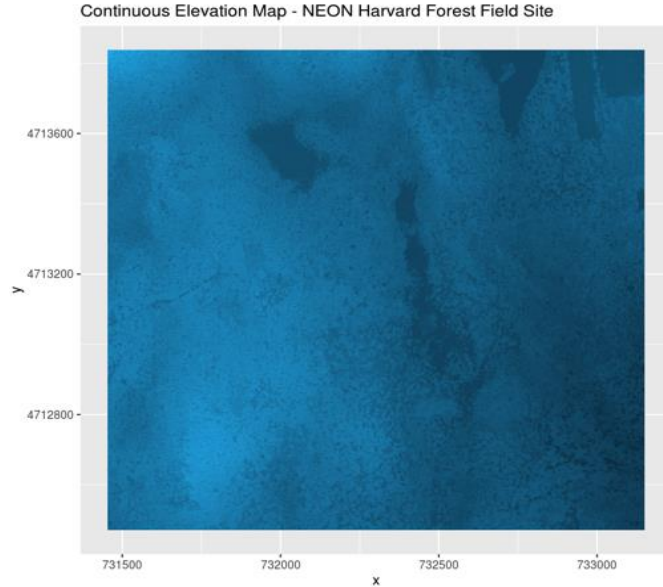 Continuous Elevation Map - NEON Harvard Forest Field Site
4713600
4713200
y
4712800
731500 732000 732500 733000
x